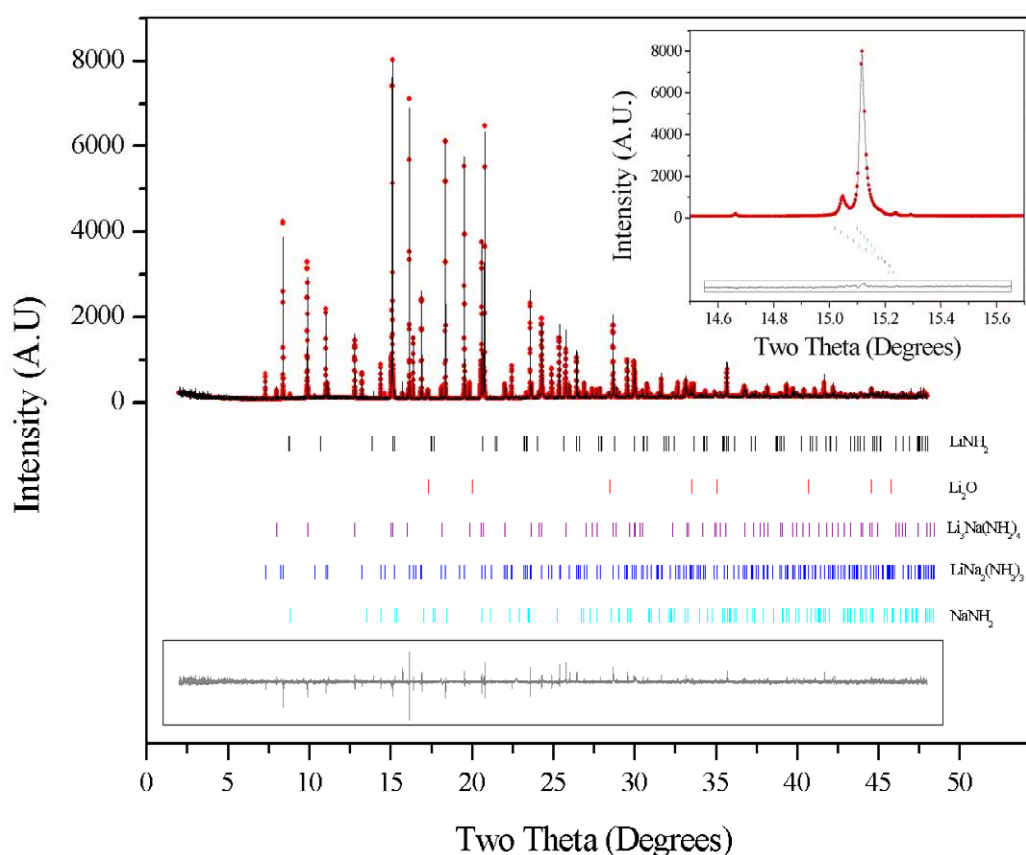 Intensity (A.U)
8000
6000
4000
2000
0
Intensity (A.U.)
8000
6000
4000
2000
0
14.6 14.8 15.0 15.2 15.4 15.6
Two Theta (Degrees)
LiNH₂
Li₂O
Li₃Na(NH₂)₄
LiNa₂(NH₂)₃
NaNH₂
0 5 10 15 20 25 30 35 40 45 50
Two Theta (Degrees)